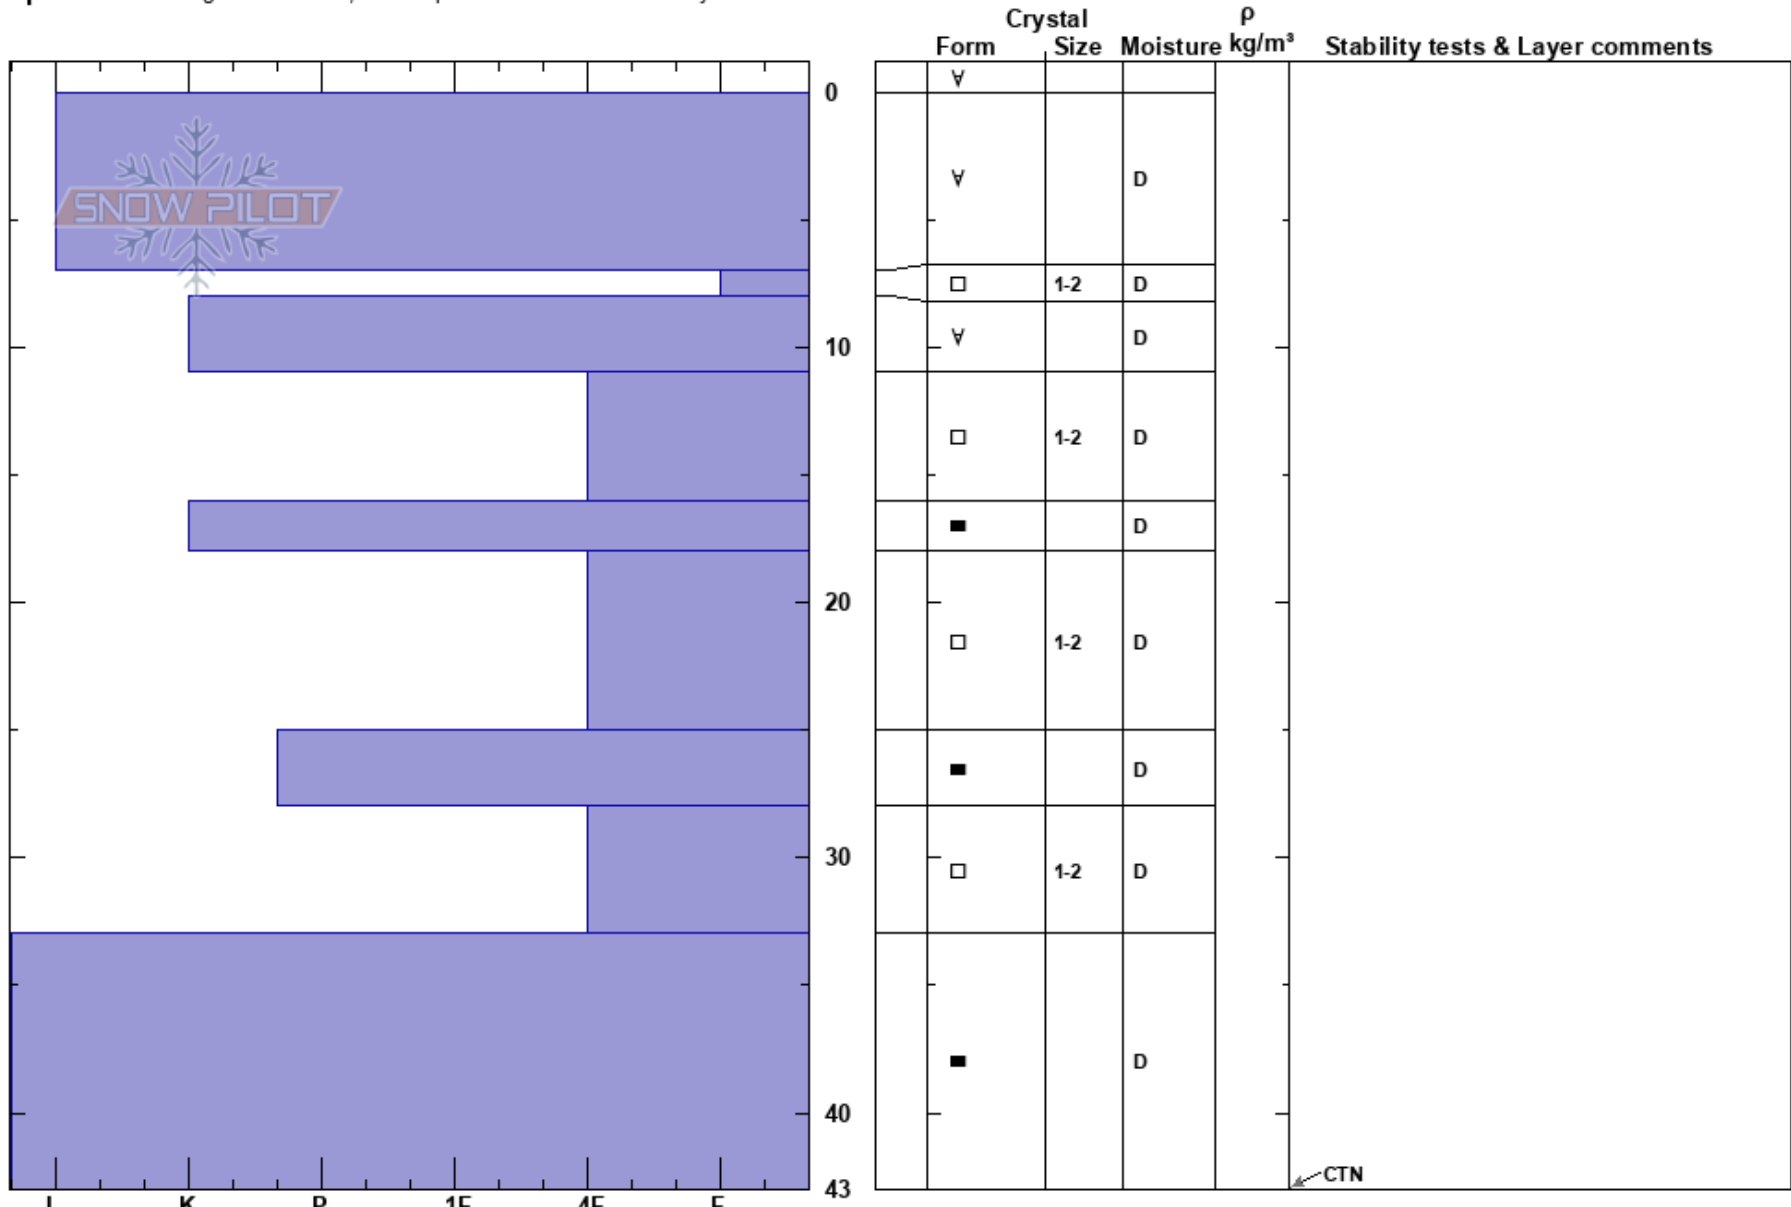 Crystal ρ
Form Size Moisture kg/m³ Stability tests & Layer comments
0
D
SNOW PILOT
1-2 D
10 D
1-2 D
D
20
1-2 D
D
30 1-2 D
D
40
CTN
43
I K P 1F 4F F